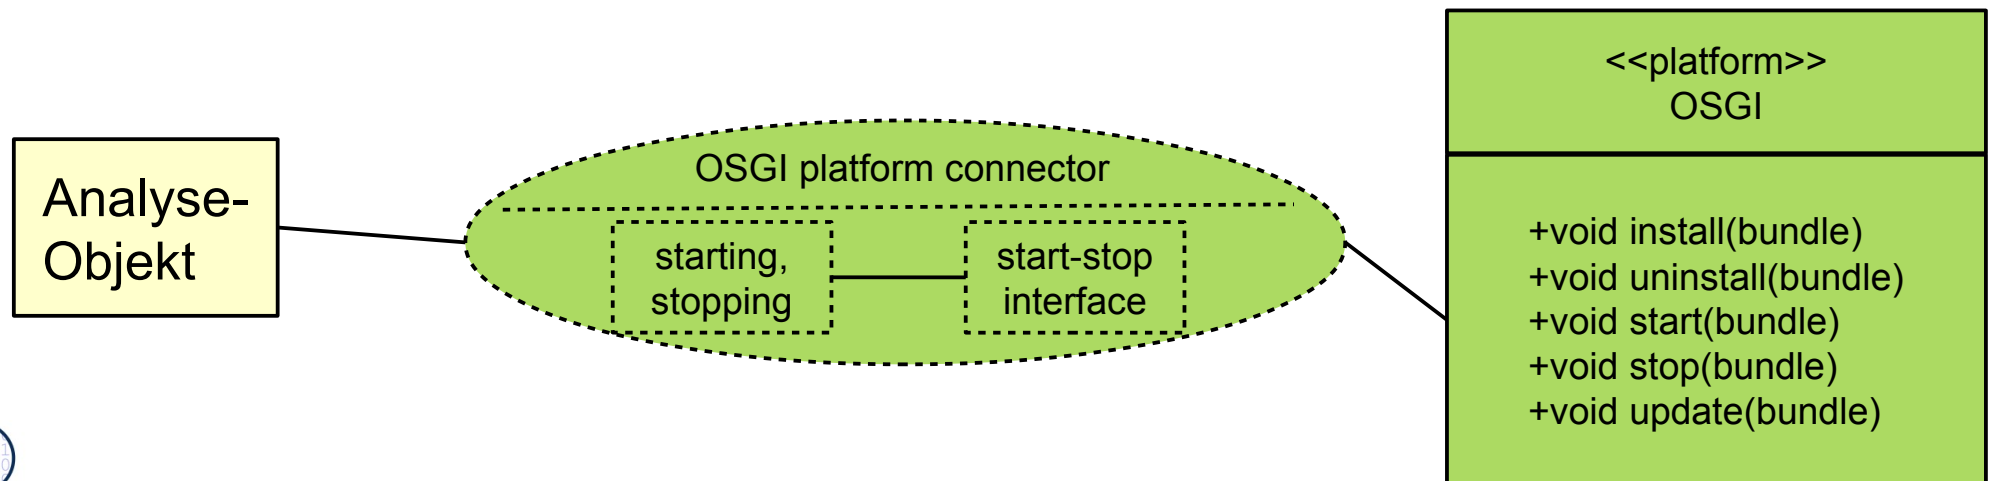 <<platform>>
OSGI
OSGI platform connector
Analyse-
Objekt
starting,
stopping
start-stop
interface
+void install(bundle)
+void uninstall(bundle)
+void start(bundle)
+void stop(bundle)
+void update(bundle)